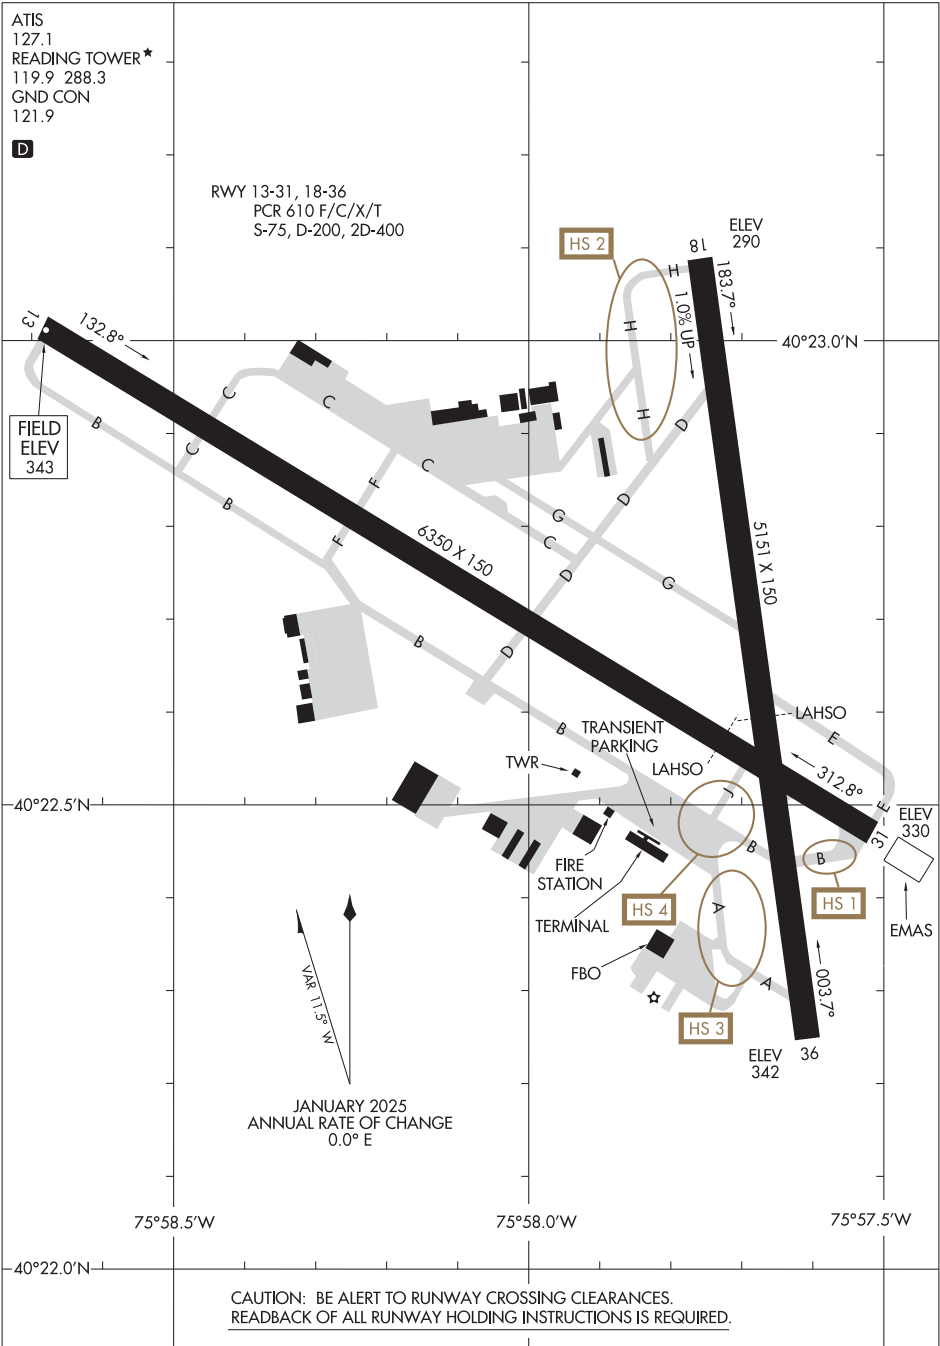 ATIS
127.1
READING TOWER★
119.9 288.3
GND CON
121.9
D
RWY 13-31, 18-36
PCR 610 F/C/X/T
S-75, D-200, 2D-400
HS 2
ELEV
290
18
183.7°
1.0% UP
H
H
H
13
132.8°
40°23.0'N
FIELD
ELEV
343
B
C
C
C
C
C
F
F
B
D
D
D
D
G
G
6350 X 150
5151 X 150
B
B
TRANSIENT
PARKING
LAHSO
LAHSO
E
E
TWR
312.8°
40°22.5'N
J
31
ELEV
330
B
B
FIRE
STATION
HS 4
HS 1
TERMINAL
A
EMAS
FBO
A
003.7°
HS 3
VAR 11.5° W
36
ELEV
342
JANUARY 2025
ANNUAL RATE OF CHANGE
0.0° E
75°58.5'W
75°58.0'W
75°57.5'W
40°22.0'N
CAUTION: BE ALERT TO RUNWAY CROSSING CLEARANCES.
READBACK OF ALL RUNWAY HOLDING INSTRUCTIONS IS REQUIRED.